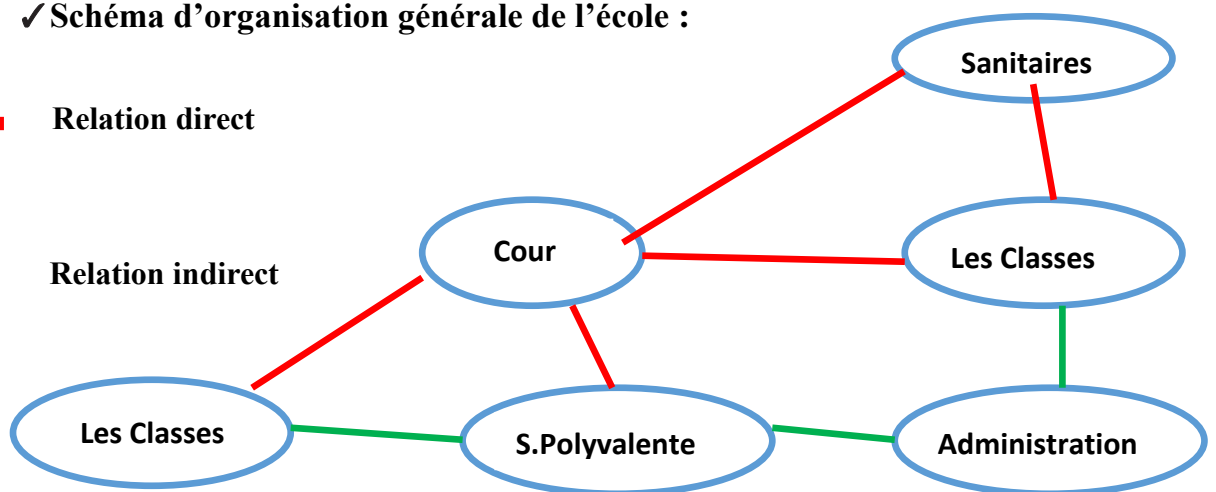 ✓Schéma d’organisation générale de l’école :
Sanitaires
Relation direct
Cour
Les Classes
Relation indirect
Les Classes
S.Polyvalente
Administration